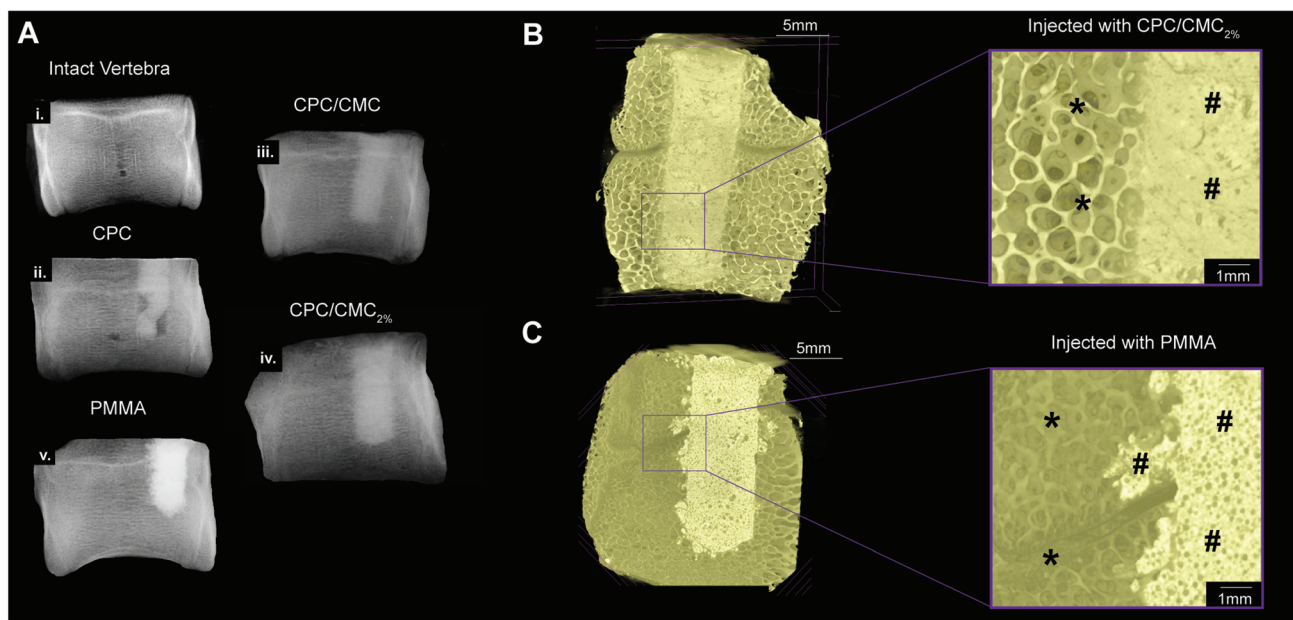 A
Intact Vertebra
i.
CPC
ii.
PMMA
v.
CPC/CMC
iii.
CPC/CMC2%
iv.
B
5mm
Injected with CPC/CMC2%
*
*
#
#
1mm
C
5mm
Injected with PMMA
*
*
#
#
#
1mm